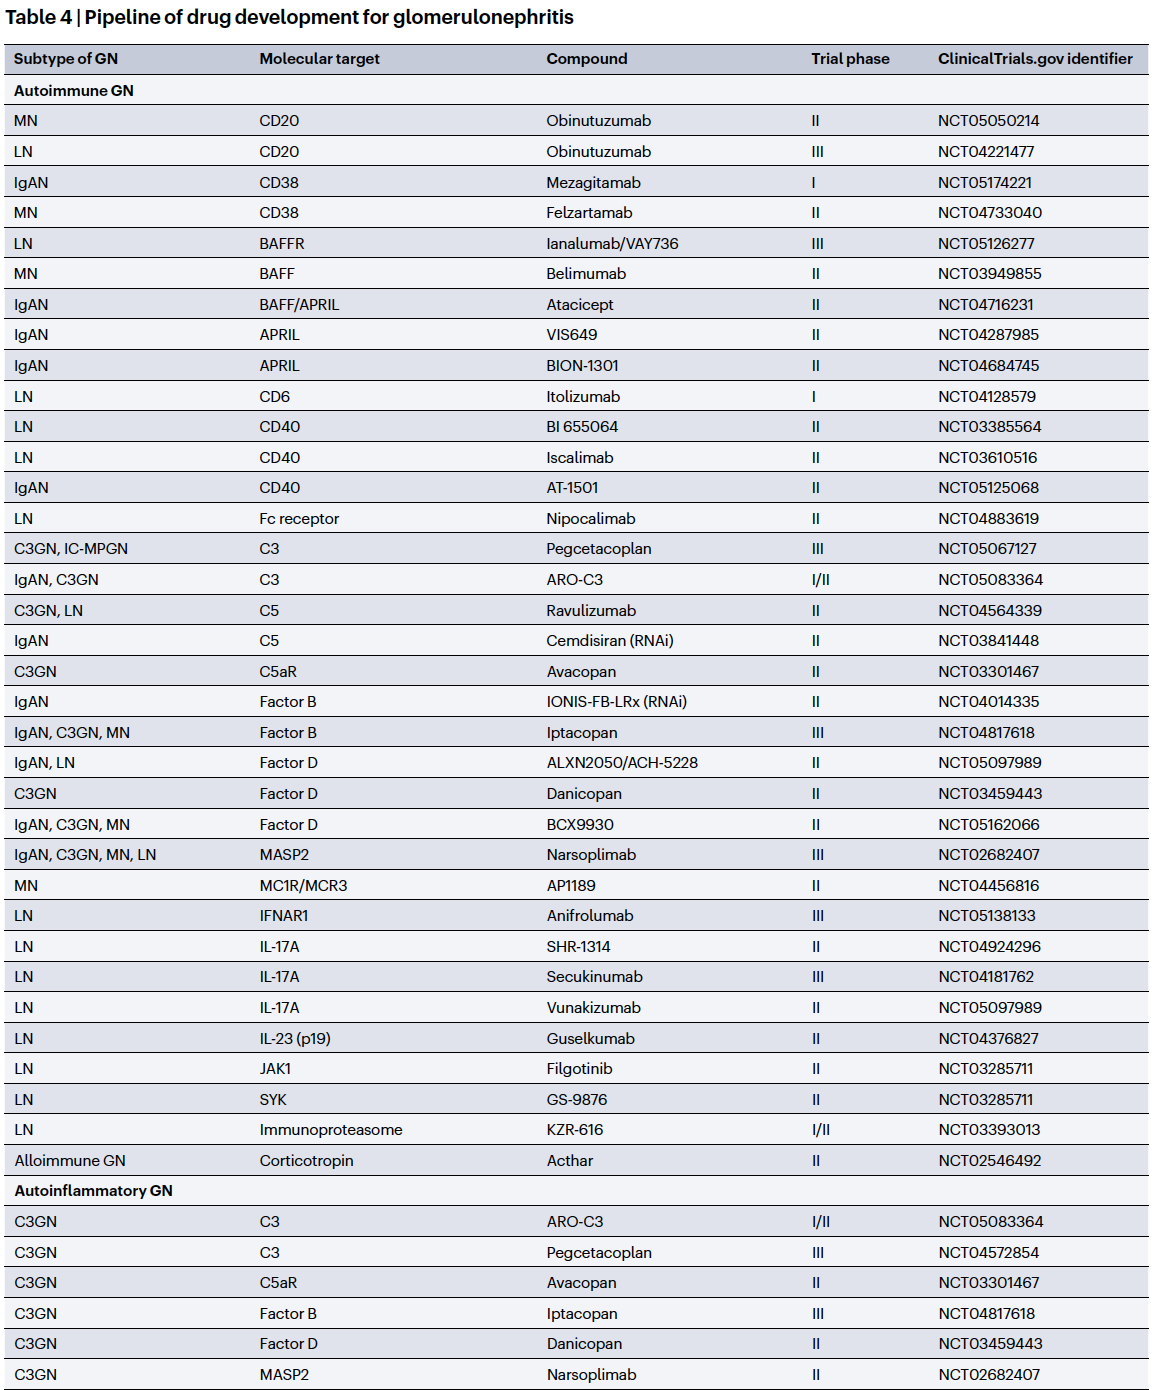 Table 4 | Pipeline of drug development for glomerulonephritis
Subtype of GN Molecular target Compound Trial phase ClinicalTrials.gov identifier
Autoimmune GN
MN CD20 Obinutuzumab II NCT05050214
LN CD20 Obinutuzumab III NCT04221477
IgAN CD38 Mezagitamab I NCT05174221
MN CD38 Felzartamab II NCT04733040
LN BAFFR Ianalumab/VAY736 III NCT05126277
MN BAFF Belimumab II NCT03949855
IgAN BAFF/APRIL Atacicept II NCT04716231
IgAN APRIL VIS649 II NCT04287985
IgAN APRIL BION-1301 II NCT04684745
LN CD6 Itolizumab I NCT04128579
LN CD40 BI 655064 II NCT03385564
LN CD40 Iscalimab II NCT03610516
IgAN CD40 AT-1501 II NCT05125068
LN Fc receptor Nipocalimab II NCT04883619
C3GN, IC-MPGN C3 Pegcetacoplan III NCT05067127
IgAN, C3GN C3 ARO-C3 I/II NCT05083364
C3GN, LN C5 Ravulizumab II NCT04564339
IgAN C5 Cemdisiran (RNAi) II NCT03841448
C3GN C5aR Avacopan II NCT03301467
IgAN Factor B IONIS-FB-LRx (RNAi) II NCT04014335
IgAN, C3GN, MN Factor B Iptacopan III NCT04817618
IgAN, LN Factor D ALXN2050/ACH-5228 II NCT05097989
C3GN Factor D Danicopan II NCT03459443
IgAN, C3GN, MN Factor D BCX9930 II NCT05162066
IgAN, C3GN, MN, LN MASP2 Narsoplimab III NCT02682407
MN MC1R/MCR3 AP1189 II NCT04456816
LN IFNAR1 Anifrolumab III NCT05138133
LN IL-17A SHR-1314 II NCT04924296
LN IL-17A Secukinumab III NCT04181762
LN IL-17A Vunakizumab II NCT05097989
LN IL-23 (p19) Guselkumab II NCT04376827
LN JAK1 Filgotinib II NCT03285711
LN SYK GS-9876 II NCT03285711
LN Immunoproteasome KZR-616 I/II NCT03393013
Alloimmune GN Corticotropin Acthar II NCT02546492
Autoinflammatory GN
C3GN C3 ARO-C3 I/II NCT05083364
C3GN C3 Pegcetacoplan III NCT04572854
C3GN C5aR Avacopan II NCT03301467
C3GN Factor B Iptacopan III NCT04817618
C3GN Factor D Danicopan II NCT03459443
C3GN MASP2 Narsoplimab II NCT02682407